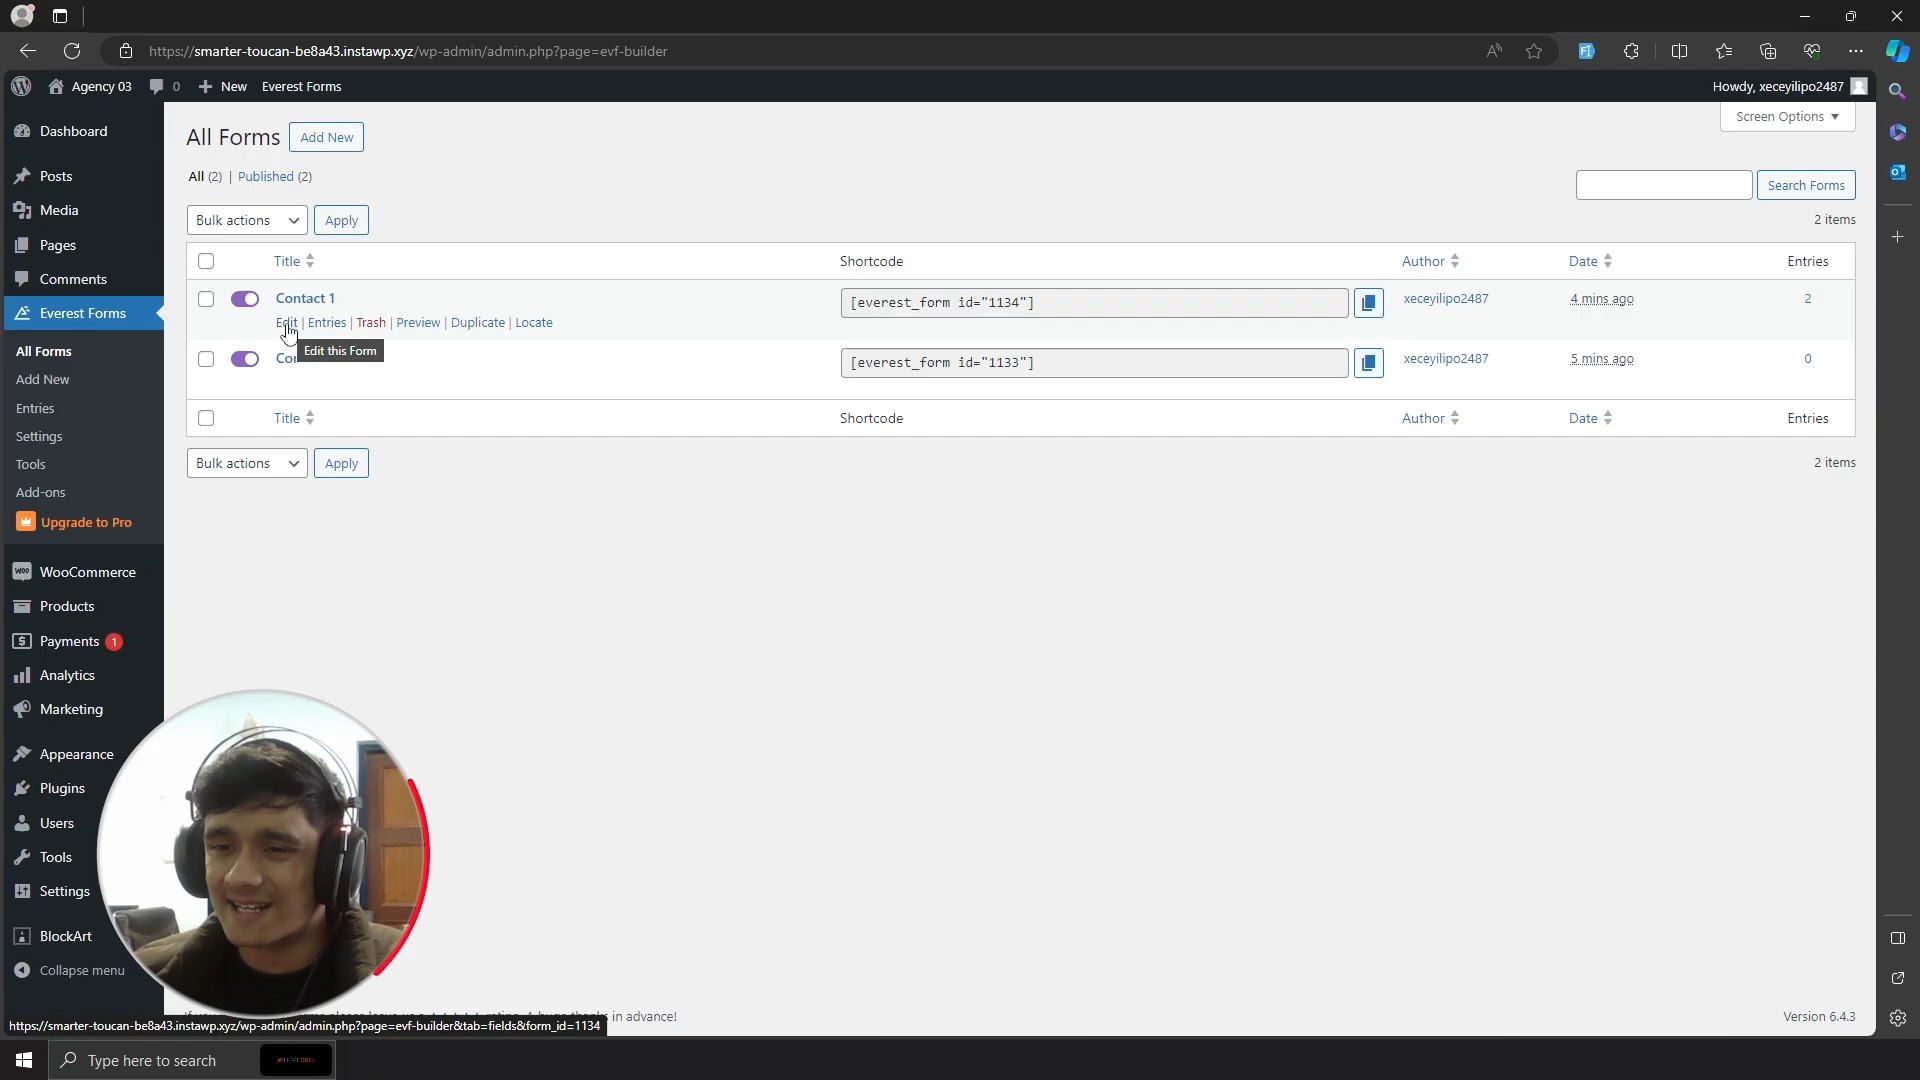 https://smarter-toucan-be8a43.instawp.xyz/wp-admin/admin.php?page=evf-builder
Agency 03
0
New
Everest Forms
Howdy, xeceyilipo2487
Screen Options
Dashboard
Posts
Media
Pages
Comments
Everest Forms
All Forms
Add New
Entries
Settings
Tools
Add-ons
Upgrade to Pro
WooCommerce
Products
Payments 1
Analytics
Marketing
Appearance
Plugins
Users
Tools
Settings
BlockArt
Collapse menu
All Forms
Add New
All (2) | Published (2)
Search Forms
Bulk actions
Apply
2 items
Title
Shortcode
Author
Date
Entries
Contact 1
[everest_form id="1134"]
xeceyilipo2487
4 mins ago
2
Edit | Entries | Trash | Preview | Duplicate | Locate
Edit this Form
[everest_form id="1133"]
xeceyilipo2487
5 mins ago
0
Title
Shortcode
Author
Date
Entries
Bulk actions
Apply
2 items
in advance!
Version 6.4.3
https://smarter-toucan-be8a43.instawp.xyz/wp-admin/admin.php?page=evf-builder&tab=fields&form_id=1134
Type here to search